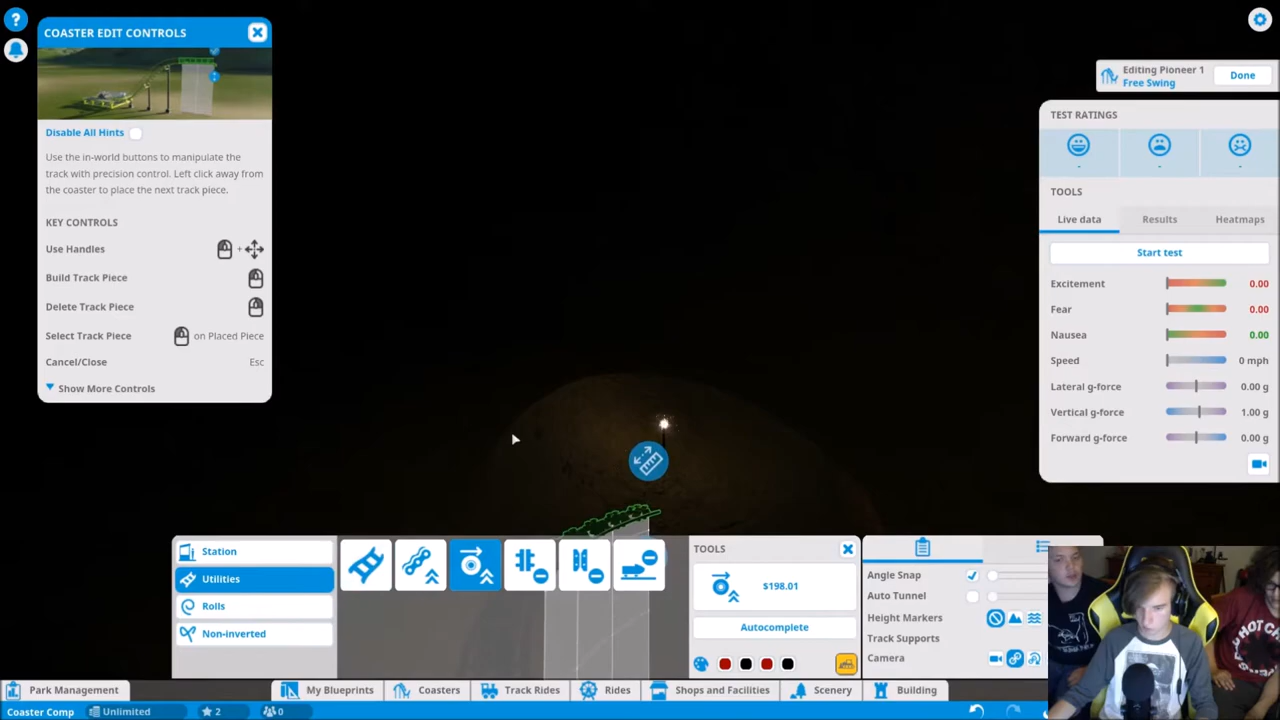 COASTER EDIT CONTROLS
Disable All Hints
Use the in-world buttons to manipulate the
track with precision control. Left click away from
the coaster to place the next track piece.
KEY CONTROLS
Use Handles
Build Track Piece
Delete Track Piece
Select Track Piece on Placed Piece
Cancel/Close Esc
Show More Controls
Editing Pioneer 1
Free Swing
Done
TEST RATINGS
- - -
TOOLS
Live data Results Heatmaps
Start test
Excitement 0.00
Fear 0.00
Nausea 0.00
Speed 0 mph
Lateral g-force 0.00 g
Vertical g-force 1.00 g
Forward g-force 0.00 g
Station
Utilities
Rolls
Non-inverted
TOOLS
$198.01
Autocomplete
Angle Snap
Auto Tunnel
Height Markers
Track Supports
Camera
Park Management My Blueprints Coasters Track Rides Rides Shops and Facilities Scenery Building
Coaster Comp Unlimited 2 0